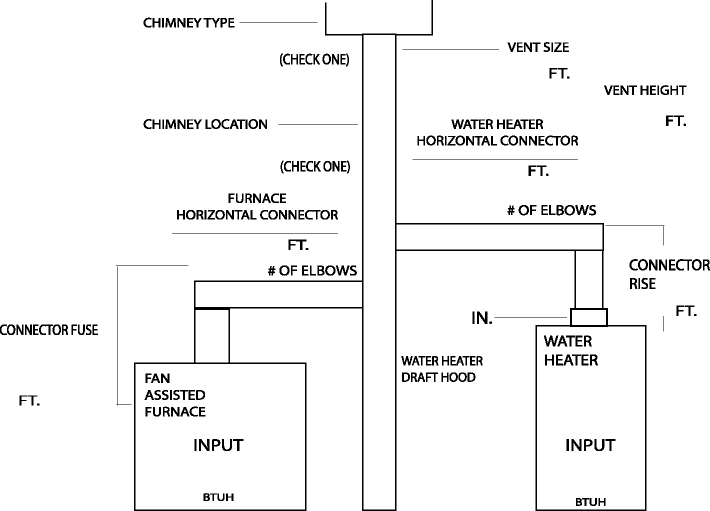 CHIMNEY TYPE
(CHECK ONE)
VENT SIZE
FT.
VENT HEIGHT
FT.
CHIMNEY LOCATION
(CHECK ONE)
WATER HEATER
HORIZONTAL CONNECTOR
FT.
FURNACE
HORIZONTAL CONNECTOR
FT.
# OF ELBOWS
# OF ELBOWS
CONNECTOR
RISE
FT.
IN.
CONNECTOR FUSE
FT.
WATER HEATER
DRAFT HOOD
FAN
ASSISTED
FURNACE
INPUT
BTUH
WATER
HEATER
INPUT
BTUH